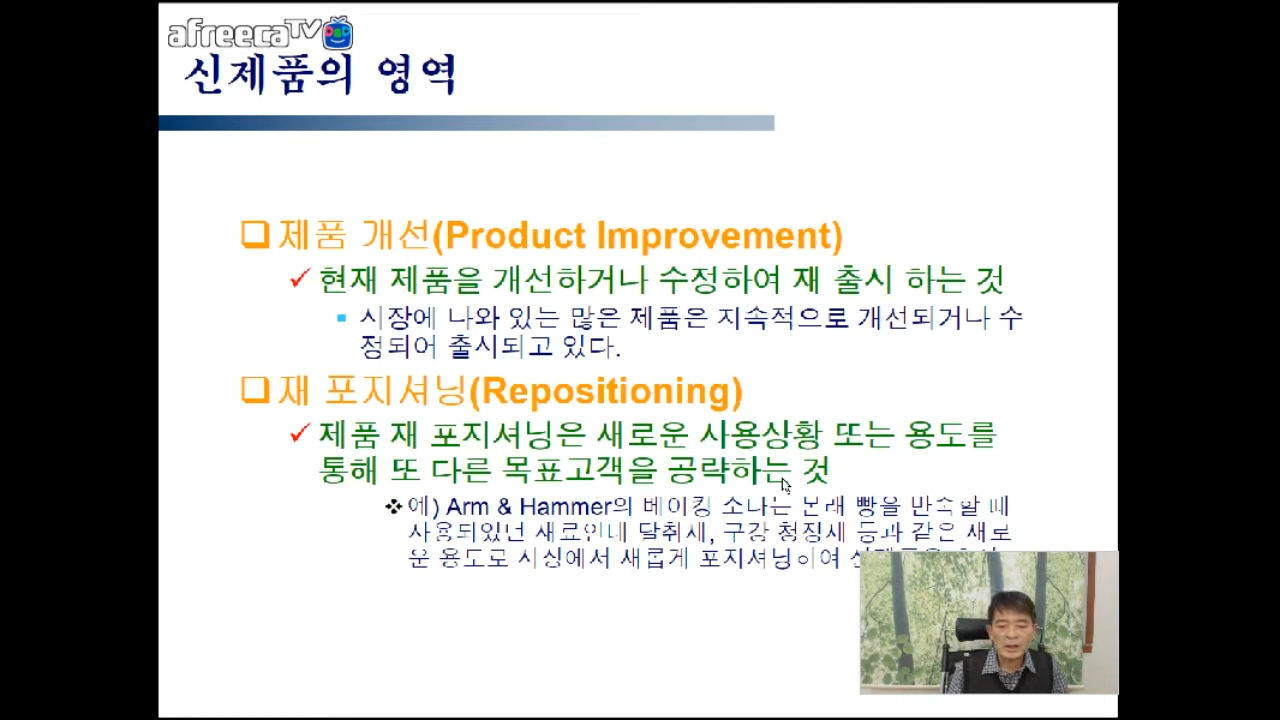 afreecaTV
신제품의 영역
제품 개선(Product Improvement)
현재 제품을 개선하거나 수정하여 재 출시 하는 것
시장에 나와 있는 많은 제품은 지속적으로 개선되거나 수
정되어 출시되고 있다.
재 포지셔닝(Repositioning)
제품 재 포지셔닝은 새로운 사용상황 또는 용도를
통해 또 다른 목표고객을 공략하는 것
예) Arm & Hammer의 베이킹 소다는 본래 빵을 반죽할 때
사용되었던 재료인데 탈취제, 구강 청정제 등과 같은 새로
운 용도로 시장에서 새롭게 포지셔닝하여